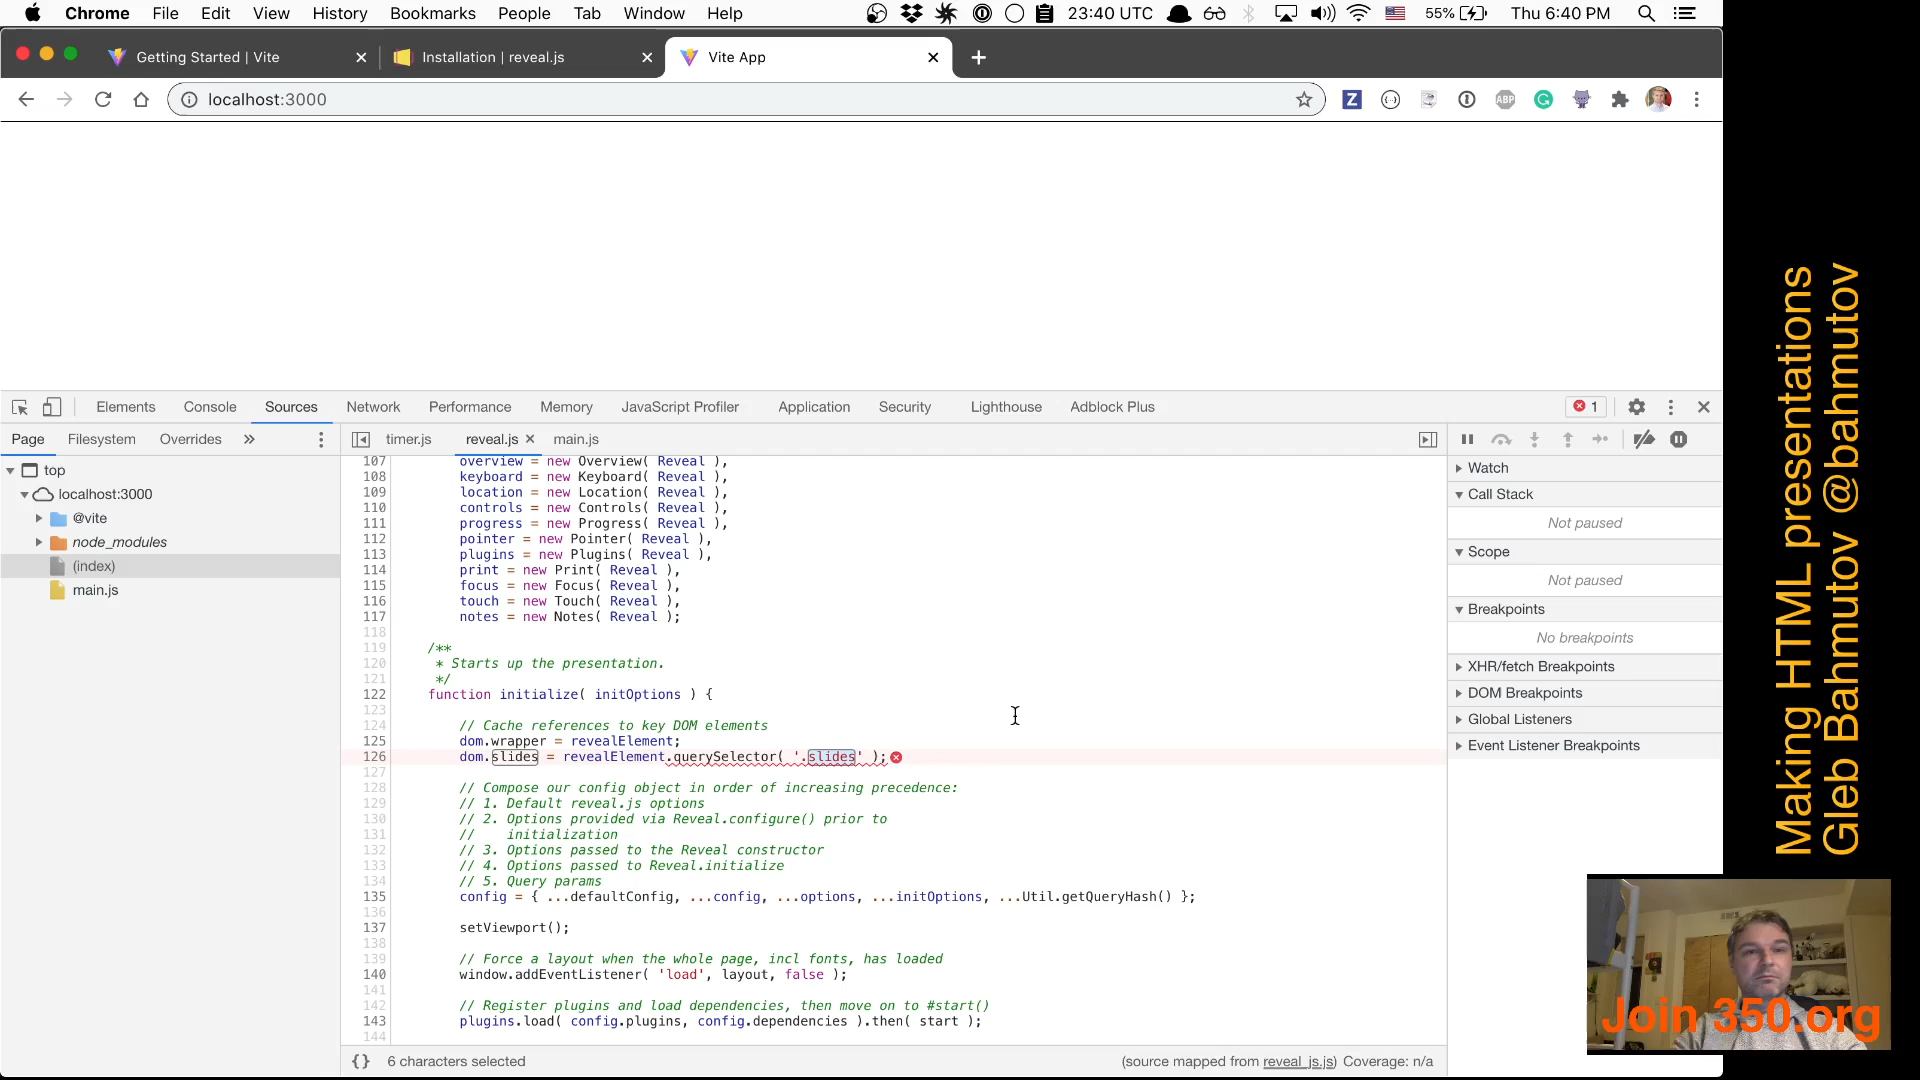 Chrome File Edit View History Bookmarks People Tab Window Help 23:40 UTC 55% Thu 6:40 PM
Getting Started | Vite Installation | reveal.js Vite App
localhost:3000
Elements Console Sources Network Performance Memory JavaScript Profiler Application Security Lighthouse Adblock Plus 1
Page Filesystem Overrides » timer.js reveal.js main.js
top
localhost:3000
@vite
node_modules
(index)
main.js
107 overview = new Overview( Reveal ),
108 keyboard = new Keyboard( Reveal ),
109 location = new Location( Reveal ),
110 controls = new Controls( Reveal ),
111 progress = new Progress( Reveal ),
112 pointer = new Pointer( Reveal ),
113 plugins = new Plugins( Reveal ),
114 print = new Print( Reveal ),
115 focus = new Focus( Reveal ),
116 touch = new Touch( Reveal ),
117 notes = new Notes( Reveal );
118
119 /**
120 * Starts up the presentation.
121 */
122 function initialize( initOptions ) {
123
124 // Cache references to key DOM elements
125 dom.wrapper = revealElement;
126 dom.slides = revealElement.querySelector( '.slides' );
127
128 // Compose our config object in order of increasing precedence:
129 // 1. Default reveal.js options
130 // 2. Options provided via Reveal.configure() prior to
131 // initialization
132 // 3. Options passed to the Reveal constructor
133 // 4. Options passed to Reveal.initialize
134 // 5. Query params
135 config = { ...defaultConfig, ...config, ...options, ...initOptions, ...Util.getQueryHash() };
136
137 setViewport();
138
139 // Force a layout when the whole page, incl fonts, has loaded
140 window.addEventListener( 'load', layout, false );
141
142 // Register plugins and load dependencies, then move on to #start()
143 plugins.load( config.plugins, config.dependencies ).then( start );
144
{} 6 characters selected (source mapped from reveal_js.js) Coverage: n/a
Watch
Call Stack
Not paused
Scope
Not paused
Breakpoints
No breakpoints
XHR/fetch Breakpoints
DOM Breakpoints
Global Listeners
Event Listener Breakpoints
Making HTML presentations
Gleb Bahmutov @bahmutov
Join 350.org